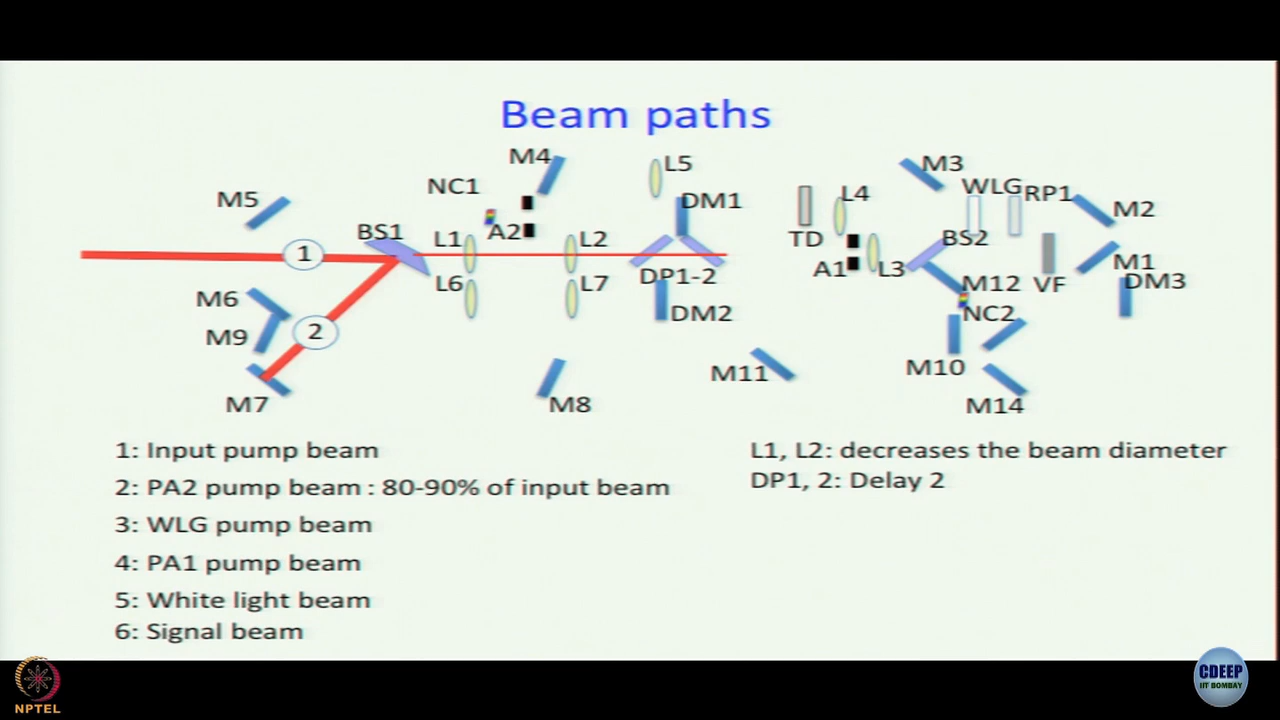 Beam paths
M4
L5
M3
M5
NC1
DM1
L4
WLG
RP1
M2
BS1
L1
A2
L2
TD
BS2
1
A1
L3
M1
M6
L6
L7
DP1-2
M12
VF
DM3
M9
2
DM2
NC2
M11
M10
M7
M8
M14
1: Input pump beam
2: PA2 pump beam : 80-90% of input beam
3: WLG pump beam
4: PA1 pump beam
5: White light beam
6: Signal beam
L1, L2: decreases the beam diameter
DP1, 2: Delay 2
NPTEL
CDEEP
IIT BOMBAY